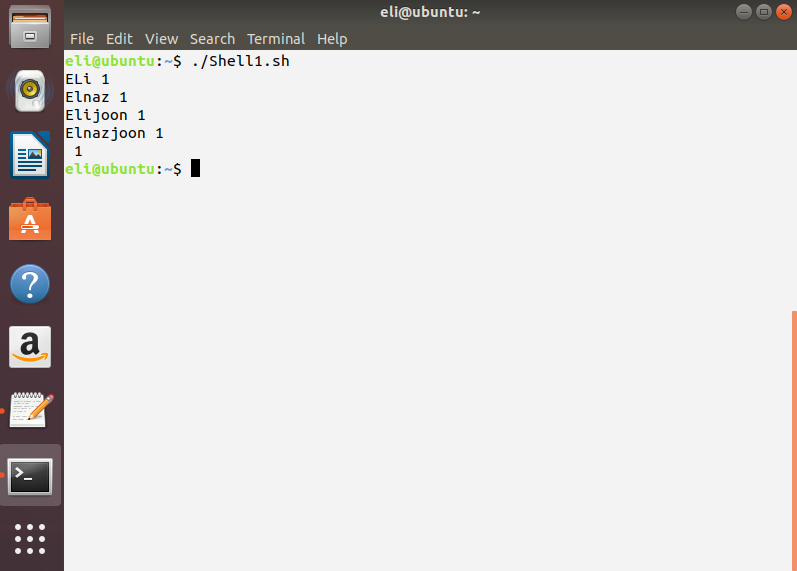 eli@ubuntu: ~
File Edit View Search Terminal Help
eli@ubuntu:~$ ./Shell1.sh
ELi 1
Elnaz 1
Elijoon 1
Elnazjoon 1
 1
eli@ubuntu:~$